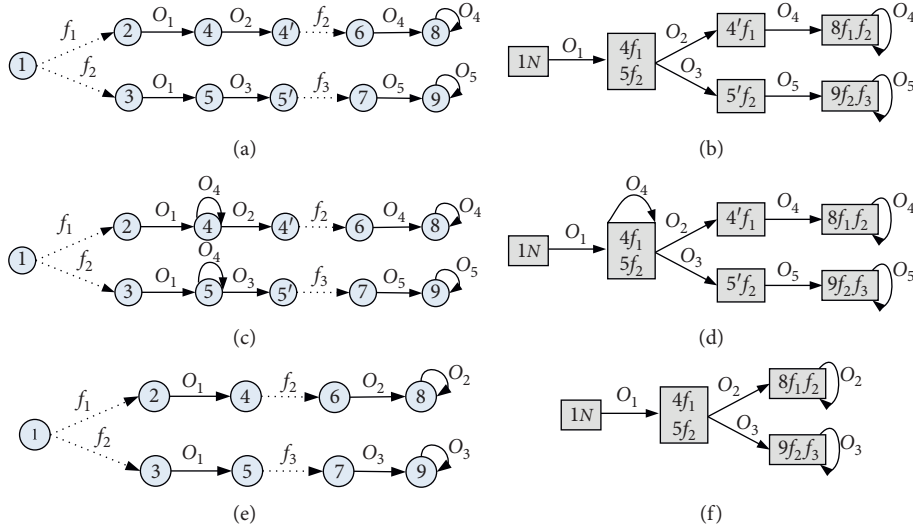 f1 2 O1 4 O2 4′ f2 6 O4 8 O4
1
f2 3 O1 5 O3 5′ f3 7 O5 9 O5
(a)
1N O1 4f1 5f2 O2 4′f1 O4 8f1f2 O4
O3 5′f2 O5 9f2f3 O5
(b)
f1 2 O1 4 O4 O2 4′ f2 6 O4 8 O4
1
f2 3 O1 5 O4 O3 5′ f3 7 O5 9 O5
(c)
1N O1 4f1 5f2 O4 O2 4′f1 O4 8f1f2 O4
O3 5′f2 O5 9f2f3 O5
(d)
f1 2 O1 4 f2 6 O2 8 O2
1
f2 3 O1 5 f3 7 O3 9 O3
(e)
1N O1 4f1 5f2 O2 8f1f2 O2
O3 9f2f3 O3
(f)